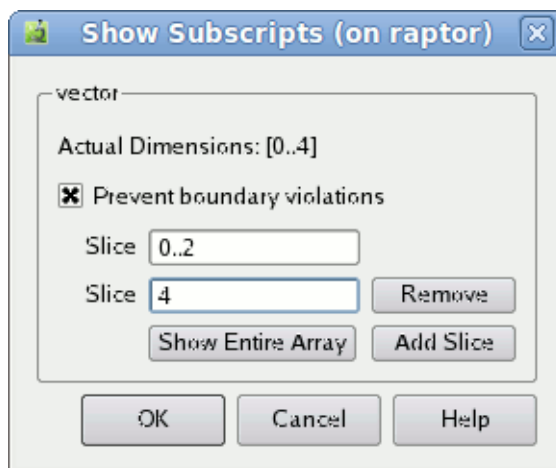 Show Subscripts (on raptor)
vector
Actual Dimensions: [0..4]
Prevent boundary violations
Slice 0..2
Slice 4 Remove
Show Entire Array Add Slice
OK Cancel Help